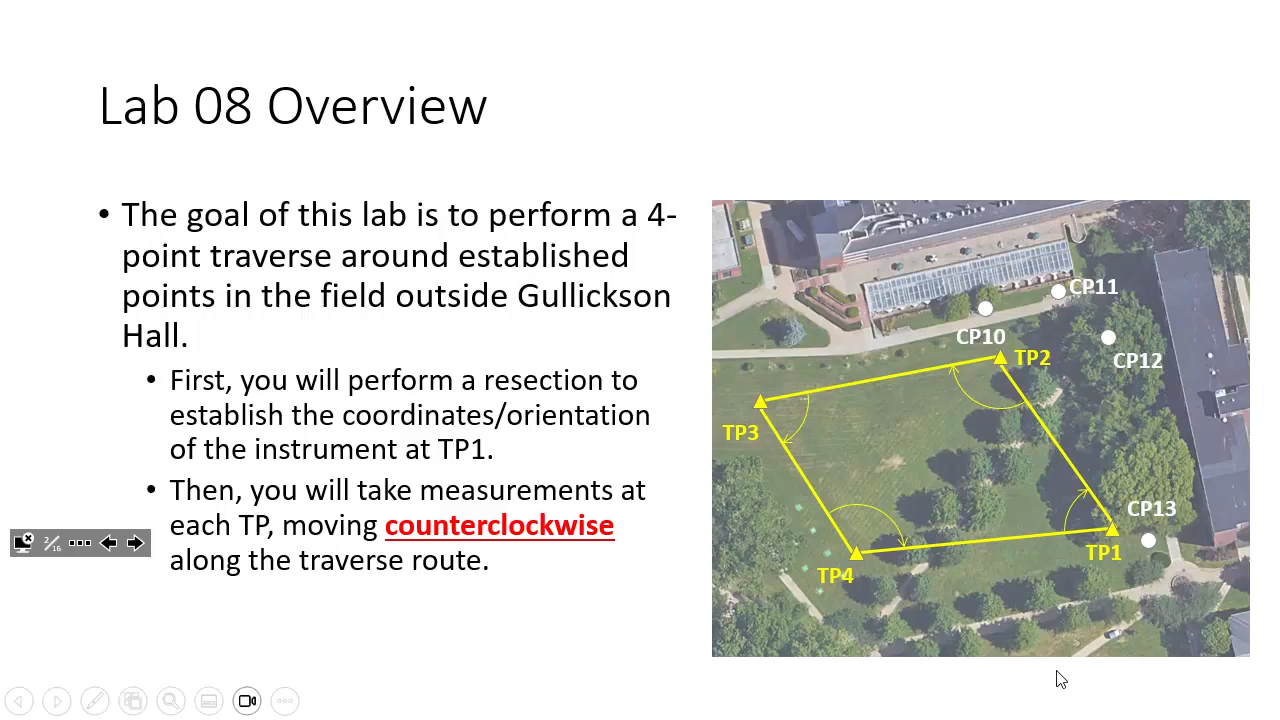 Lab 08 Overview
• The goal of this lab is to perform a 4-
point traverse around established
points in the field outside Gullickson
Hall.
• First, you will perform a resection to
establish the coordinates/orientation
of the instrument at TP1.
• Then, you will take measurements at
each TP, moving counterclockwise
along the traverse route.
2/16
CP11
CP10
TP2
CP12
TP3
CP13
TP1
TP4